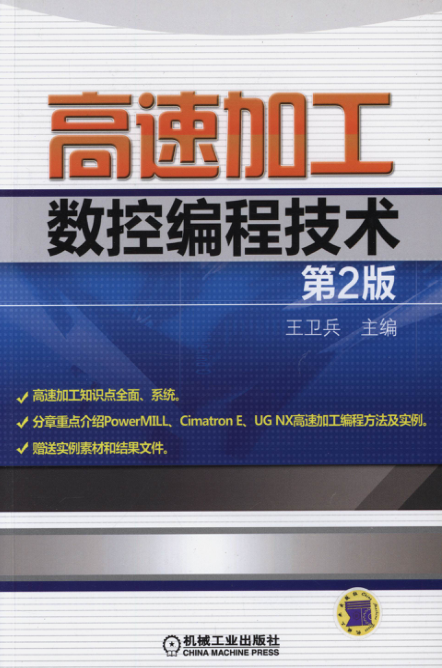 高速加工
数控编程技术
第2版
王卫兵 主编
高速加工知识点全面、系统。
分章重点介绍PowerMILL、Cimatron E、UG NX高速加工编程方法及实例。
赠送实例素材和结果文件。
机械工业出版社
CHINA MACHINE PRESS